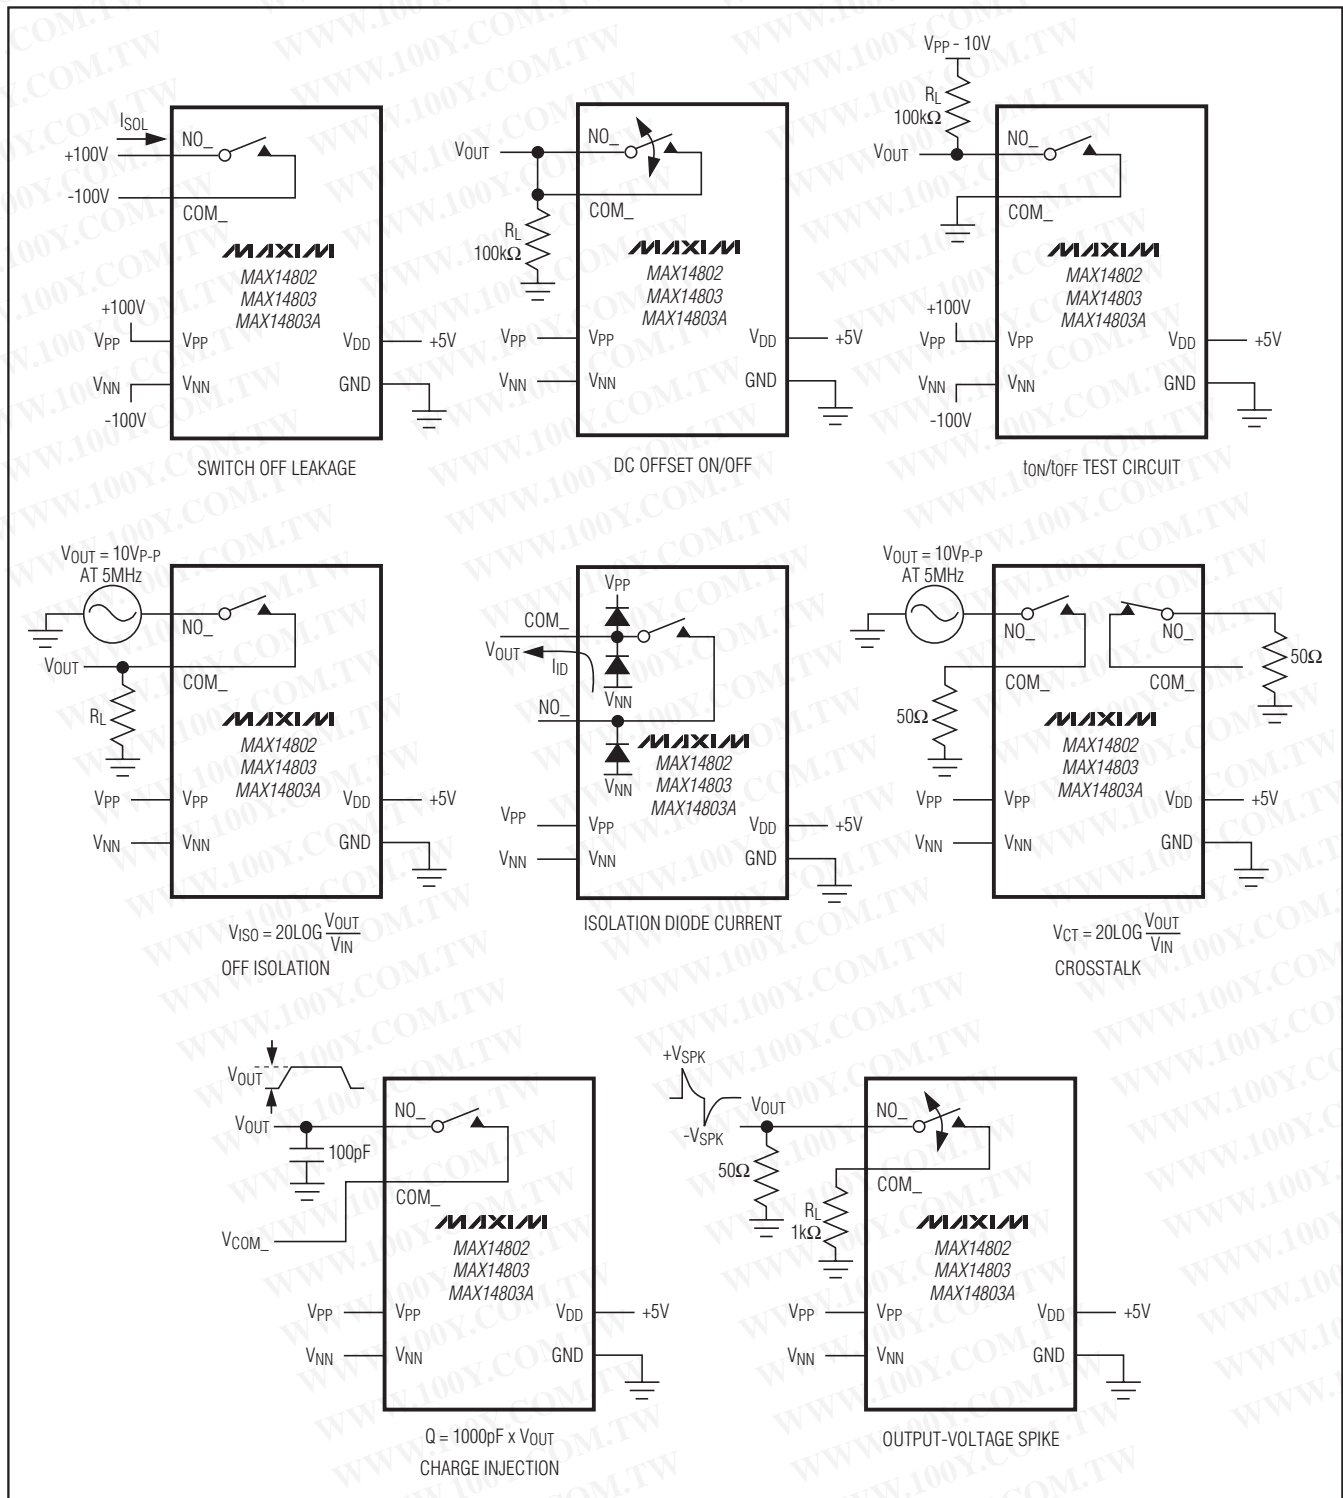 ISOL
+100V
-100V
NO_
COM_
MAXIM
MAX14802
MAX14803
MAX14803A
+100V
VPP
VPP
VDD
+5V
VNN
VNN
GND
-100V
SWITCH OFF LEAKAGE
VOUT
NO_
COM_
RL
100kΩ
MAXIM
MAX14802
MAX14803
MAX14803A
VPP
VPP
VDD
+5V
VNN
VNN
GND
DC OFFSET ON/OFF
VPP - 10V
RL
100kΩ
VOUT
NO_
COM_
MAXIM
MAX14802
MAX14803
MAX14803A
+100V
VPP
VPP
VDD
+5V
VNN
VNN
GND
-100V
tON/tOFF TEST CIRCUIT
VOUT = 10VP-P
AT 5MHz
NO_
VOUT
COM_
RL
MAXIM
MAX14802
MAX14803
MAX14803A
VPP
VPP
VDD
+5V
VNN
VNN
GND
VISO = 20LOG VOUT/VIN
OFF ISOLATION
VPP
COM_
VOUT
IID
VNN
NO_
MAXIM
VNN
MAX14802
MAX14803
MAX14803A
VPP
VPP
VDD
+5V
VNN
VNN
GND
ISOLATION DIODE CURRENT
VOUT = 10VP-P
AT 5MHz
NO_
NO_
50Ω
COM_
COM_
50Ω
MAXIM
MAX14802
MAX14803
MAX14803A
VPP
VPP
VDD
+5V
VNN
VNN
GND
VCT = 20LOG VOUT/VIN
CROSSTALK
VOUT
VOUT
NO_
100pF
COM_
VCOM_
MAXIM
MAX14802
MAX14803
MAX14803A
VPP
VPP
VDD
+5V
VNN
VNN
GND
Q = 1000pF x VOUT
CHARGE INJECTION
+VSPK
VOUT
-VSPK
NO_
50Ω
COM_
RL
1kΩ
MAXIM
MAX14802
MAX14803
MAX14803A
VPP
VPP
VDD
+5V
VNN
VNN
GND
OUTPUT-VOLTAGE SPIKE
WWW.100Y.COM.TW